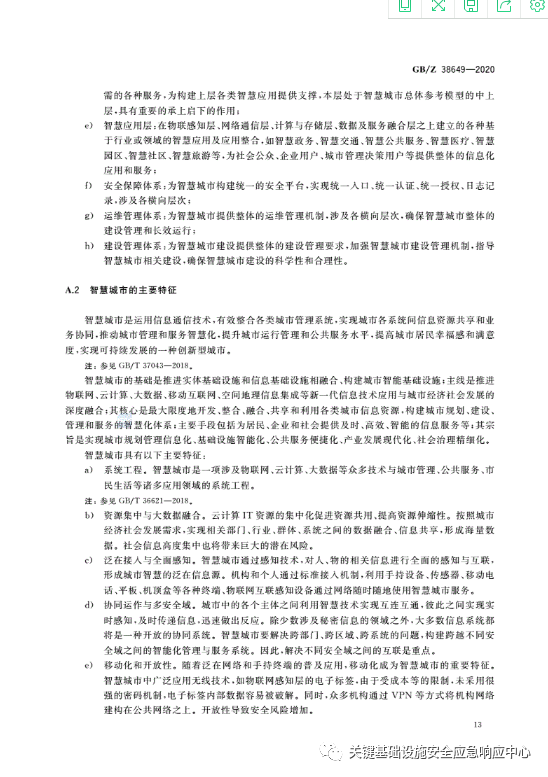 GB/Z 38649—2020
需的各种服务,为构建上层各类智慧应用提供支撑,本层处于智慧城市总体参考模型的中上
层,具有重要的承上启下的作用;
e) 智慧应用层:在物联感知层、网络通信层、计算与存储层、数据及服务融合层之上建立的各种基
于行业或领域的智慧应用及应用整合,如智慧政务、智慧交通、智慧公共服务、智慧医疗、智慧
园区、智慧社区、智慧旅游等,为社会公众、企业用户、城市管理决策用户等提供整体的信息化
应用和服务;
f) 安全保障体系:为智慧城市构建统一的安全平台,实现统一入口、统一认证、统一授权、日志记
录,涉及各横向层次;
g) 运维管理体系:为智慧城市提供整体的运维管理机制,涉及各横向层次,确保智慧城市整体的
建设管理和长效运行;
h) 建设管理体系:为智慧城市建设提供整体的建设管理要求,加强智慧城市建设管理机制,指导
智慧城市相关建设,确保智慧城市建设的科学性和合理性。
A.2 智慧城市的主要特征
智慧城市是运用信息通信技术,有效整合各类城市管理系统,实现城市各系统间信息资源共享和业
务协同,推动城市管理和服务智慧化,提升城市运行管理和公共服务水平,提高城市居民幸福感和满意
度,实现可持续发展的一种创新型城市。
注:参见 GB/T 37043—2018。
智慧城市的基础是推进实体基础设施和信息基础设施相融合、构建城市智能基础设施;主线是推进
物联网、云计算、大数据、移动互联网、空间地理信息集成等新一代信息技术应用与城市经济社会发展的
深度融合;其核心是最大限度地开发、整合、融合、共享和利用各类城市信息资源,构建城市规划、建设、
管理和服务的智慧化体系;主要手段包括为居民、企业和社会提供及时、高效、智能的信息服务等;其宗
旨是实现城市规划管理信息化、基础设施智能化、公共服务便捷化、产业发展现代化、社会治理精细化。
智慧城市具有以下主要特征:
a) 系统工程。智慧城市是一项涉及物联网、云计算、大数据等众多技术与城市管理、公共服务、市
民生活等诸多应用领域的系统工程。
注:参见 GB/T 36621—2018。
b) 资源集中与大数据融合。云计算 IT 资源的集中化促进资源共用、提高资源伸缩性。按照城市
经济社会发展需求,实现相关部门、行业、群体、系统之间的数据融合、信息共享,形成海量数
据。社会信息高度集中也将带来巨大的潜在风险。
c) 泛在接入与全面感知。智慧城市通过感知技术,对人、物的相关信息进行全面的感知与互联,
形成城市智慧的泛在信息源。机构和个人通过标准接入机制,利用手持设备、传感器、移动电
话、平板、机顶盒等各种终端、物联网互联感知设备通过网络随时随地使用智慧城市服务。
d) 协同运作与多安全域。城市中的各个主体之间利用智慧技术实现互连互通,彼此之间实现实
时感知,及时传信息,迅速做出反应。除少数涉及秘密信息的领域之外,大多数信息系统都
将是一种开放的协同系统。智慧城市要解决跨部门、跨区域、跨系统的问题,构建跨越不同安
全域之间的智能化管理与服务系统。因此,解决不同安全域之间的互联是重点。
e) 移动化和开放性。随着泛在网络和手持终端的普及应用,移动化成为智慧城市的重要特征。
智慧城市中广泛应用无线技术,如物联网感知层的电子标签,由于受成本等的限制,未采用很
强的密码机制,电子标签内部数据容易被破解。同时,众多机构通过 VPN 等方式将机构网络
建构在公共网络之上。开放性导致安全风险增加。
13
关键基础设施安全应急响应中心